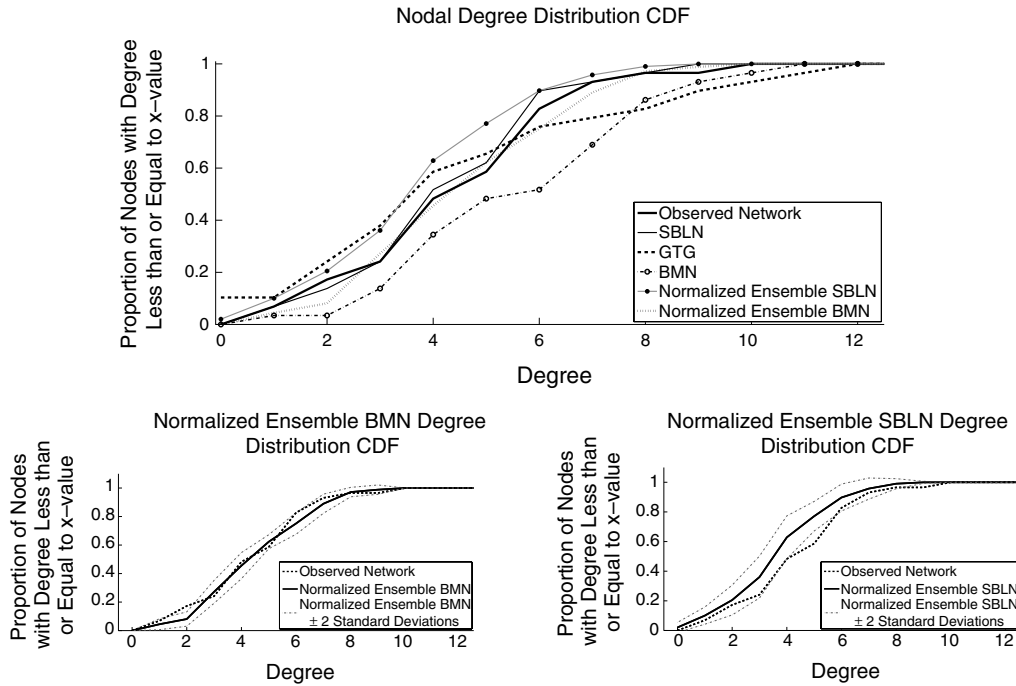 Nodal Degree Distribution CDF
Proportion of Nodes with Degree
Less than or Equal to x−value
1
0.8
0.6
0.4
0.2
0
0 2 4 6 8 10 12
Degree
Observed Network
SBLN
GTG
BMN
Normalized Ensemble SBLN
Normalized Ensemble BMN
Normalized Ensemble BMN Degree
Distribution CDF
Proportion of Nodes
with Degree Less than
or Equal to x−value
1
0.8
0.6
0.4
0.2
0
0 2 4 6 8 10 12
Degree
Observed Network
Normalized Ensemble BMN
Normalized Ensemble BMN
± 2 Standard Deviations
Normalized Ensemble SBLN Degree
Distribution CDF
Proportion of Nodes
with Degree Less than
or Equal to x−value
1
0.8
0.6
0.4
0.2
0
0 2 4 6 8 10 12
Degree
Observed Network
Normalized Ensemble SBLN
Normalized Ensemble SBLN
± 2 Standard Deviations